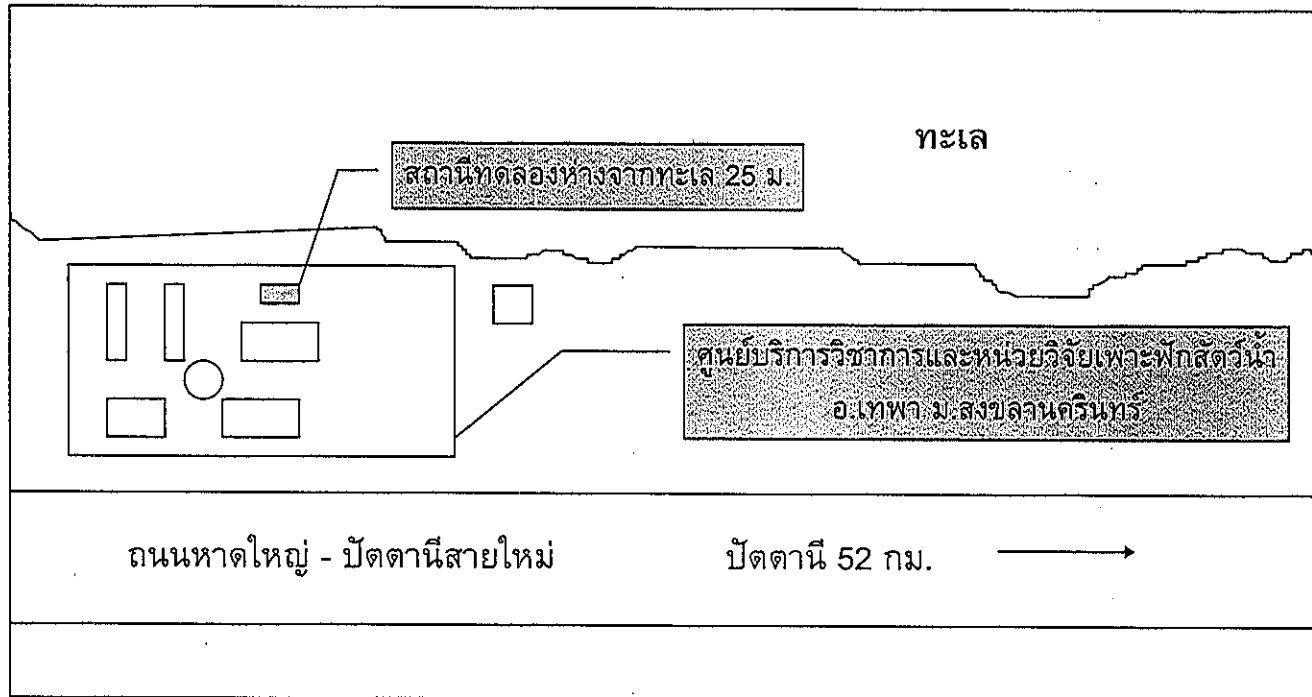 ทะเล
สถานีทดลองห่างจากทะเล 25 ม.
ศูนย์บริการวิชาการและหน่วยวิจัยเพาะฟักสัตว์น้ำ
อ.เทพา ม.สงขลานครินทร์
ถนนหาดใหญ่ - ปัตตานีสายใหม่ ปัตตานี 52 กม.